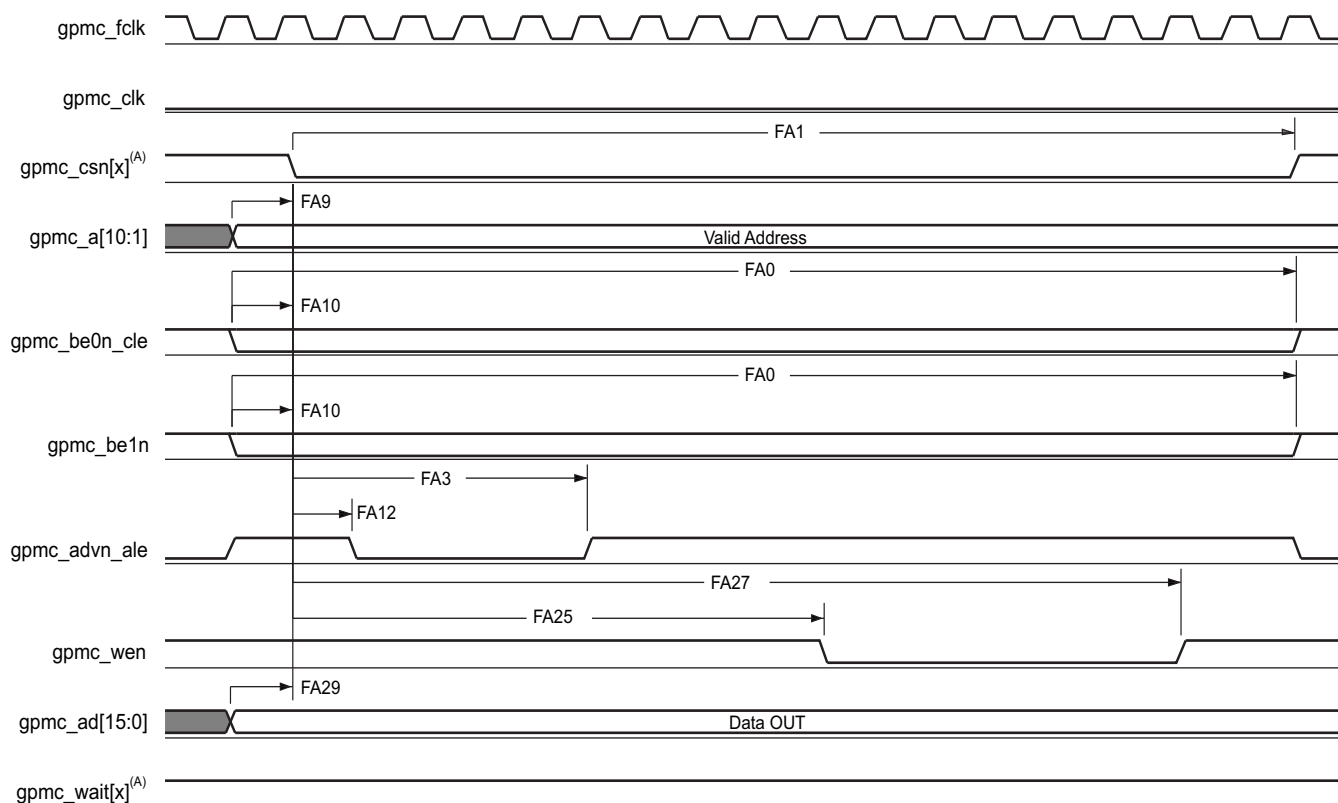 gpmc_fclk
gpmc_clk
FA1
gpmc_csn[x](A)
FA9
gpmc_a[10:1]
Valid Address
FA0
FA10
gpmc_be0n_cle
FA0
FA10
gpmc_be1n
FA3
FA12
gpmc_advn_ale
FA27
FA25
gpmc_wen
FA29
gpmc_ad[15:0]
Data OUT
gpmc_wait[x](A)